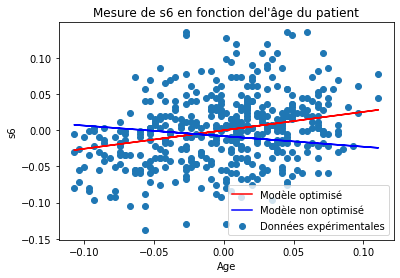 Mesure de s6 en fonction del'âge du patient
0.10
0.05
0.00
−0.05
−0.10
−0.15
s6
−0.10
−0.05
0.00
0.05
0.10
Age
Modèle optimisé
Modèle non optimisé
Données expérimentales